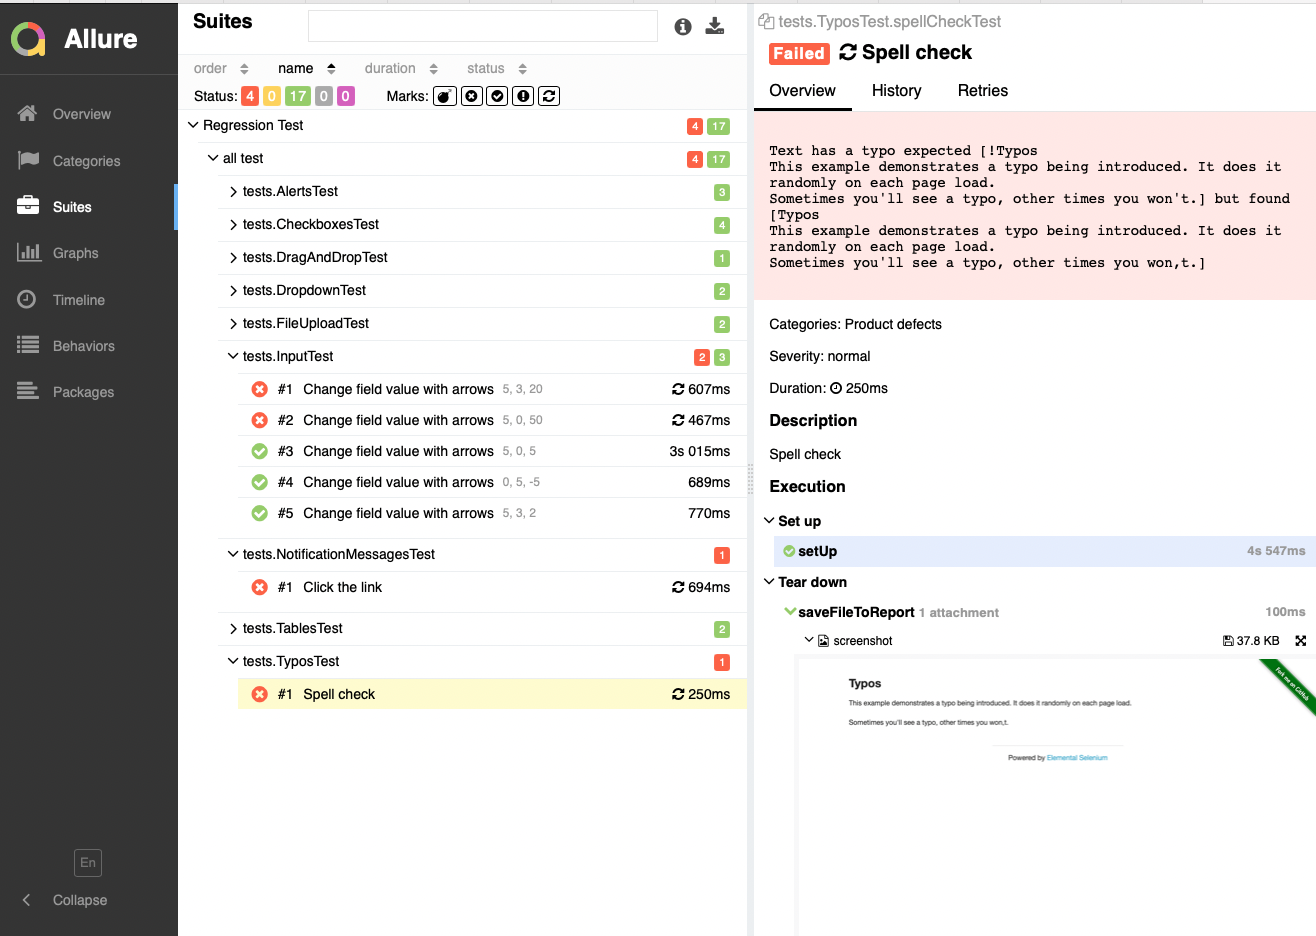 Allure
Overview
Categories
Suites
Graphs
Timeline
Behaviors
Packages
En
Collapse
Suites
order name duration status
Status: 4 0 17 0 0 Marks:
Regression Test 4 17
all test 4 17
tests.AlertsTest 3
tests.CheckboxesTest 4
tests.DragAndDropTest 1
tests.DropdownTest 2
tests.FileUploadTest 2
tests.InputTest 2 3
#1 Change field value with arrows 5, 3, 20 607ms
#2 Change field value with arrows 5, 0, 50 467ms
#3 Change field value with arrows 5, 0, 5 3s 015ms
#4 Change field value with arrows 0, 5, -5 689ms
#5 Change field value with arrows 5, 3, 2 770ms
tests.NotificationMessagesTest 1
#1 Click the link 694ms
tests.TablesTest 2
tests.TyposTest 1
#1 Spell check 250ms
tests.TyposTest.spellCheckTest
Failed Spell check
Overview History Retries
Text has a typo expected [!Typos
This example demonstrates a typo being introduced. It does it
randomly on each page load.
Sometimes you'll see a typo, other times you won't.] but found
[Typos
This example demonstrates a typo being introduced. It does it
randomly on each page load.
Sometimes you'll see a typo, other times you won,t.]
Categories: Product defects
Severity: normal
Duration: 250ms
Description
Spell check
Execution
Set up
setUp 4s 547ms
Tear down
saveFileToReport 1 attachment 100ms
screenshot 37.8 KB
Typos
This example demonstrates a typo being introduced. It does it randomly on each page load.
Sometimes you'll see a typo, other times you won,t.
Powered by Elemental Selenium
Fork me on GitHub